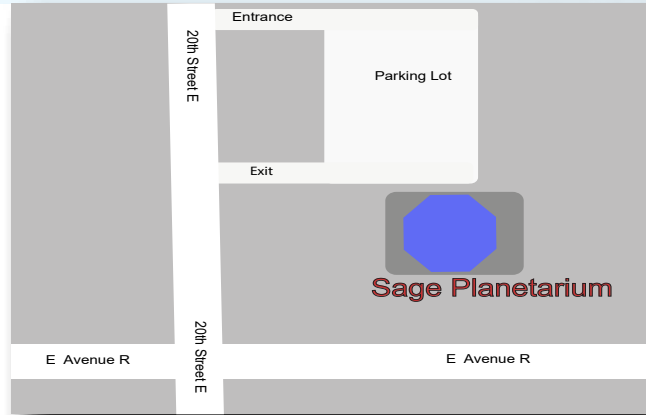 Entrance
20th Street E
Parking Lot
Exit
Sage Planetarium
20th Street E
E Avenue R
E Avenue R